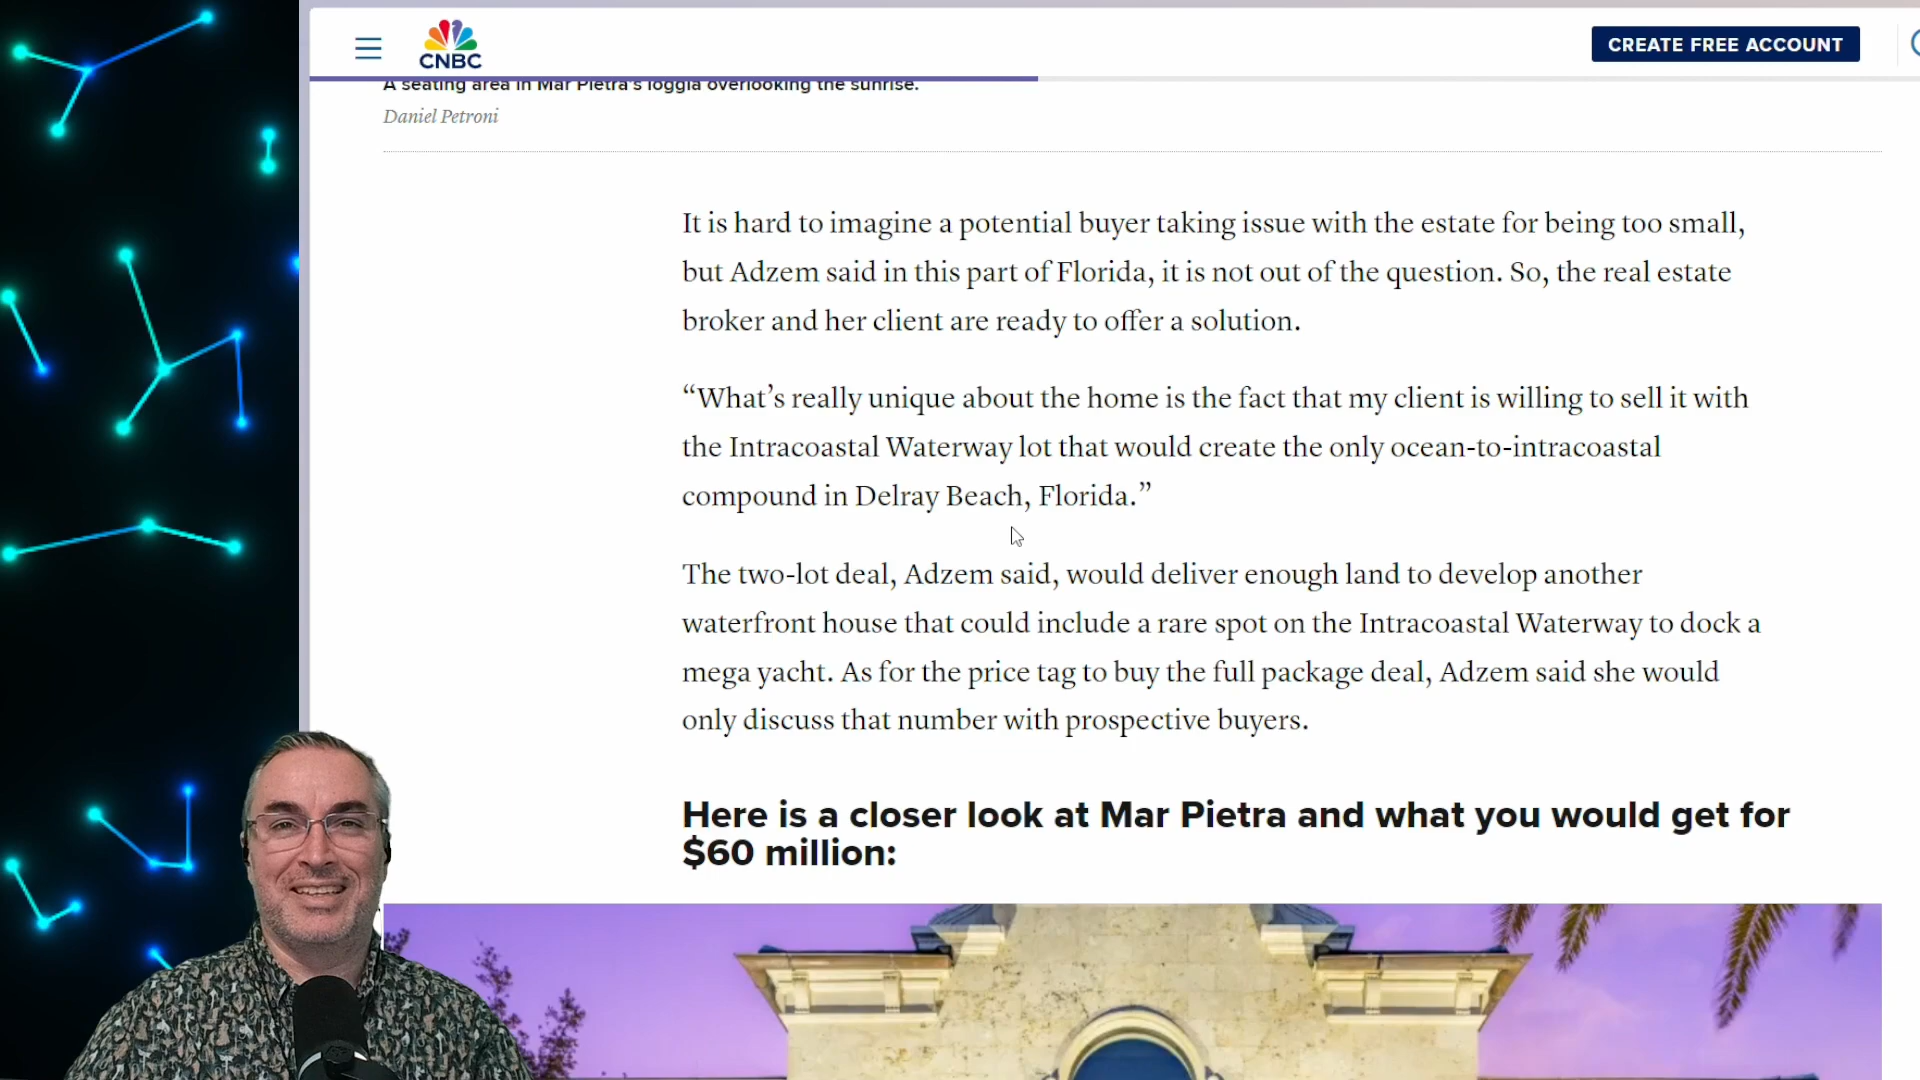 CNBC
CREATE FREE ACCOUNT
A seating area in Mar Pietra's loggia overlooking the sunrise.
Daniel Petroni
It is hard to imagine a potential buyer taking issue with the estate for being too small,
but Adzem said in this part of Florida, it is not out of the question. So, the real estate
broker and her client are ready to offer a solution.
“What’s really unique about the home is the fact that my client is willing to sell it with
the Intracoastal Waterway lot that would create the only ocean-to-intracoastal
compound in Delray Beach, Florida.”
The two-lot deal, Adzem said, would deliver enough land to develop another
waterfront house that could include a rare spot on the Intracoastal Waterway to dock a
mega yacht. As for the price tag to buy the full package deal, Adzem said she would
only discuss that number with prospective buyers.
Here is a closer look at Mar Pietra and what you would get for
$60 million: